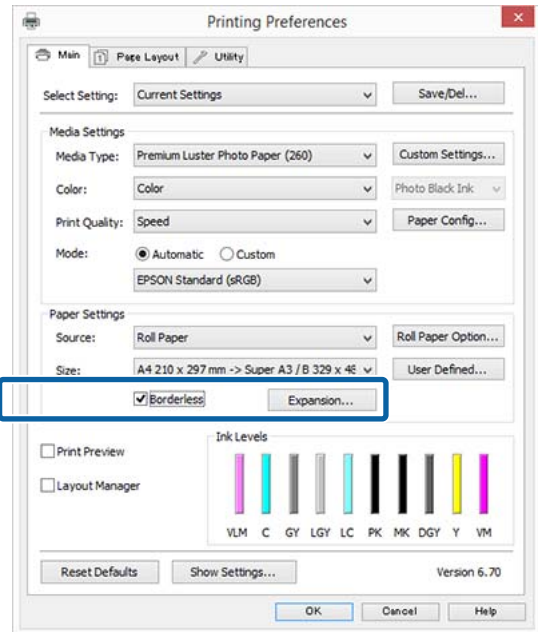 Printing Preferences
Main Page Layout Utility
Select Setting: Current Settings Save/Del...
Media Settings
Media Type: Premium Luster Photo Paper (260) Custom Settings...
Color: Color Photo Black Ink
Print Quality: Speed Paper Config...
Mode: Automatic Custom
EPSON Standard (sRGB)
Paper Settings
Source: Roll Paper Roll Paper Option...
Size: A4 210 x 297 mm -> Super A3 / B 329 x 48 User Defined...
Borderless Expansion...
Ink Levels
Print Preview
Layout Manager
VLM C GY LGY LC PK MK DGY Y VM
Reset Defaults Show Settings... Version 6.70
OK Cancel Help